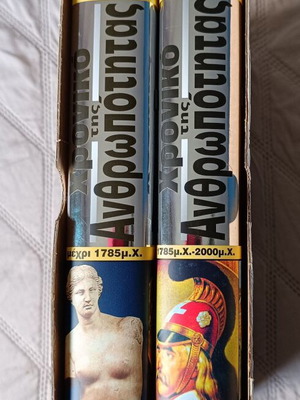 Χρονικό
της
Ανθρωπότητας
μέχρι 1785μ.Χ.
Χρονικό
της
Ανθρωπότητας
1785μ.Χ.-2000μ.Χ.